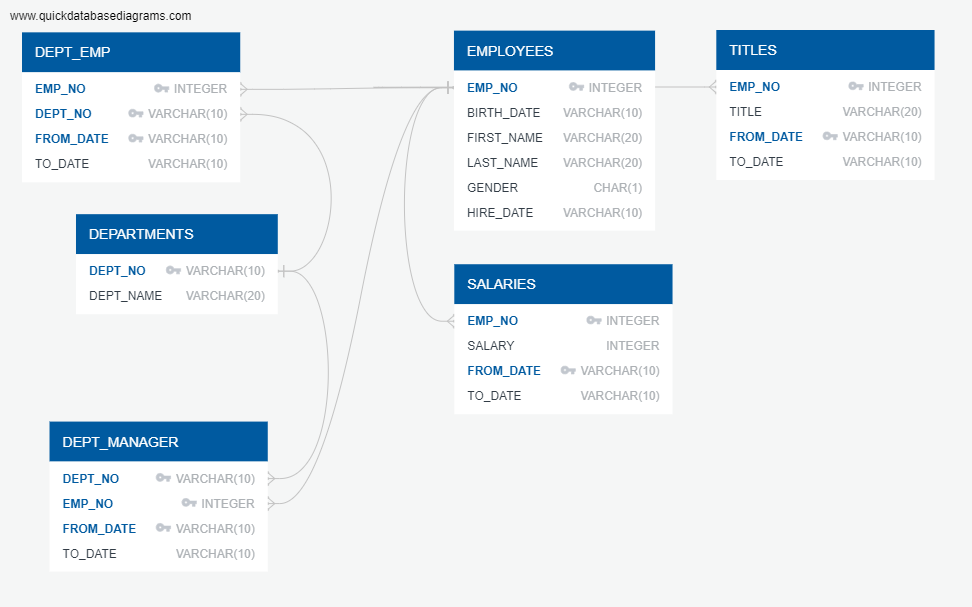 www.quickdatabasediagrams.com
DEPT_EMP
EMP_NO INTEGER
DEPT_NO VARCHAR(10)
FROM_DATE VARCHAR(10)
TO_DATE VARCHAR(10)
EMPLOYEES
EMP_NO INTEGER
BIRTH_DATE VARCHAR(10)
FIRST_NAME VARCHAR(20)
LAST_NAME VARCHAR(20)
GENDER CHAR(1)
HIRE_DATE VARCHAR(10)
TITLES
EMP_NO INTEGER
TITLE VARCHAR(20)
FROM_DATE VARCHAR(10)
TO_DATE VARCHAR(10)
DEPARTMENTS
DEPT_NO VARCHAR(10)
DEPT_NAME VARCHAR(20)
SALARIES
EMP_NO INTEGER
SALARY INTEGER
FROM_DATE VARCHAR(10)
TO_DATE VARCHAR(10)
DEPT_MANAGER
DEPT_NO VARCHAR(10)
EMP_NO INTEGER
FROM_DATE VARCHAR(10)
TO_DATE VARCHAR(10)